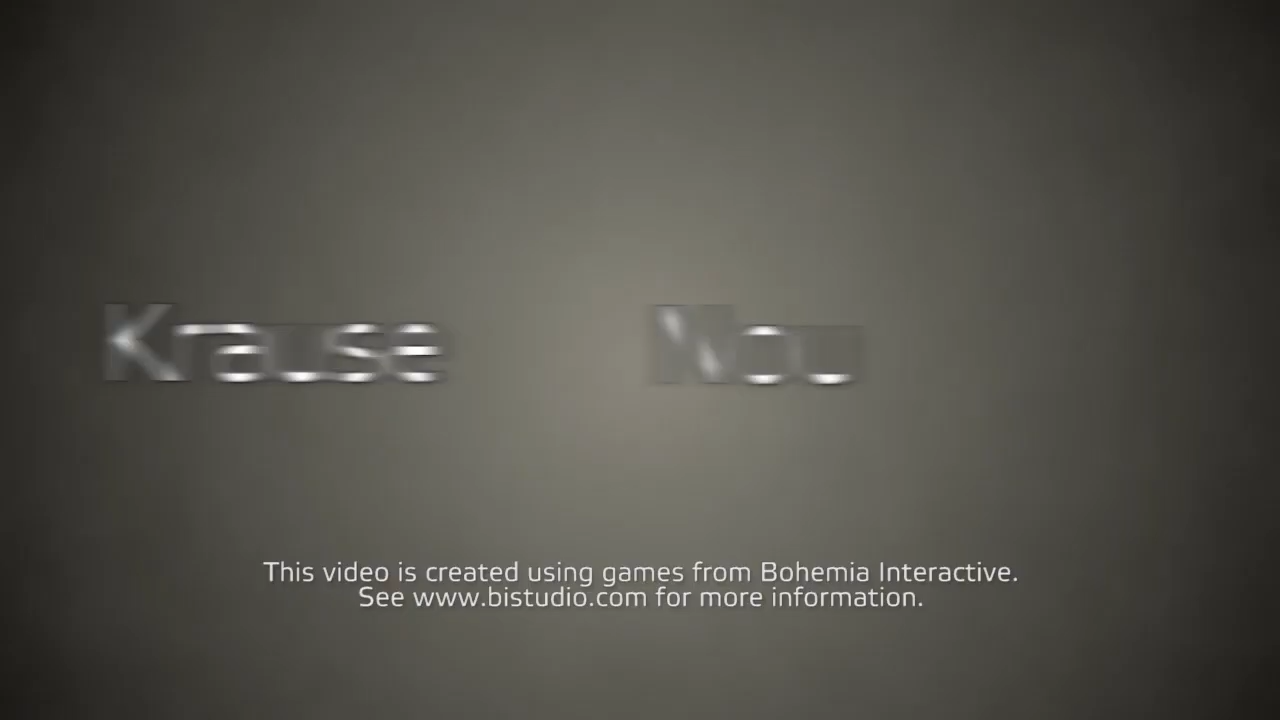 Krause
This video is created using games from Bohemia Interactive.
See www.bistudio.com for more information.